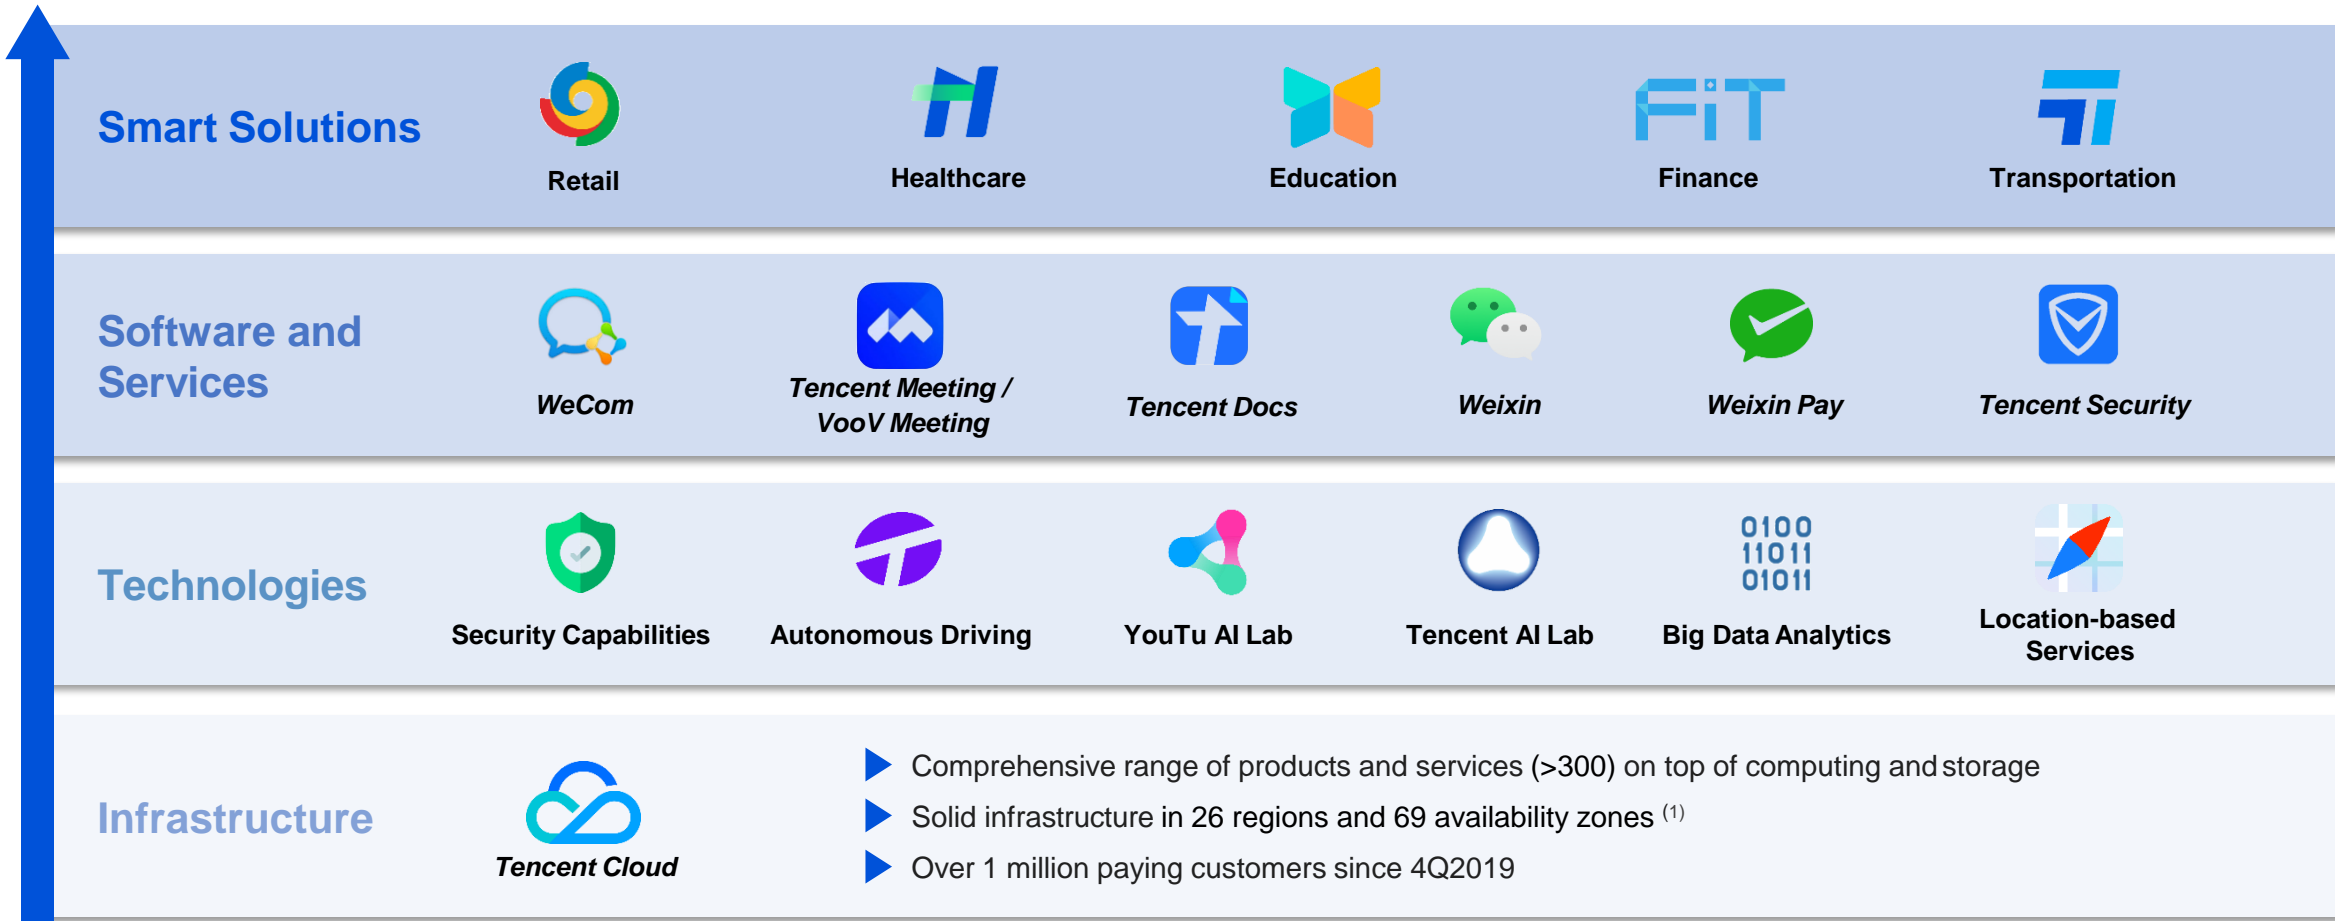 Smart Solutions
FiT
Retail
Healthcare
Education
Finance
Transportation
Software and
Services
WeCom
Tencent Meeting /
VooV Meeting
Tencent Docs
Weixin
Weixin Pay
Tencent Security
Technologies
0100
11011
01011
Security Capabilities
Autonomous Driving
YouTu AI Lab
Tencent AI Lab
Big Data Analytics
Location-based
Services
Infrastructure
Tencent Cloud
Comprehensive range of products and services (>300) on top of computing and storage
Solid infrastructure in 26 regions and 69 availability zones (1)
Over 1 million paying customers since 4Q2019